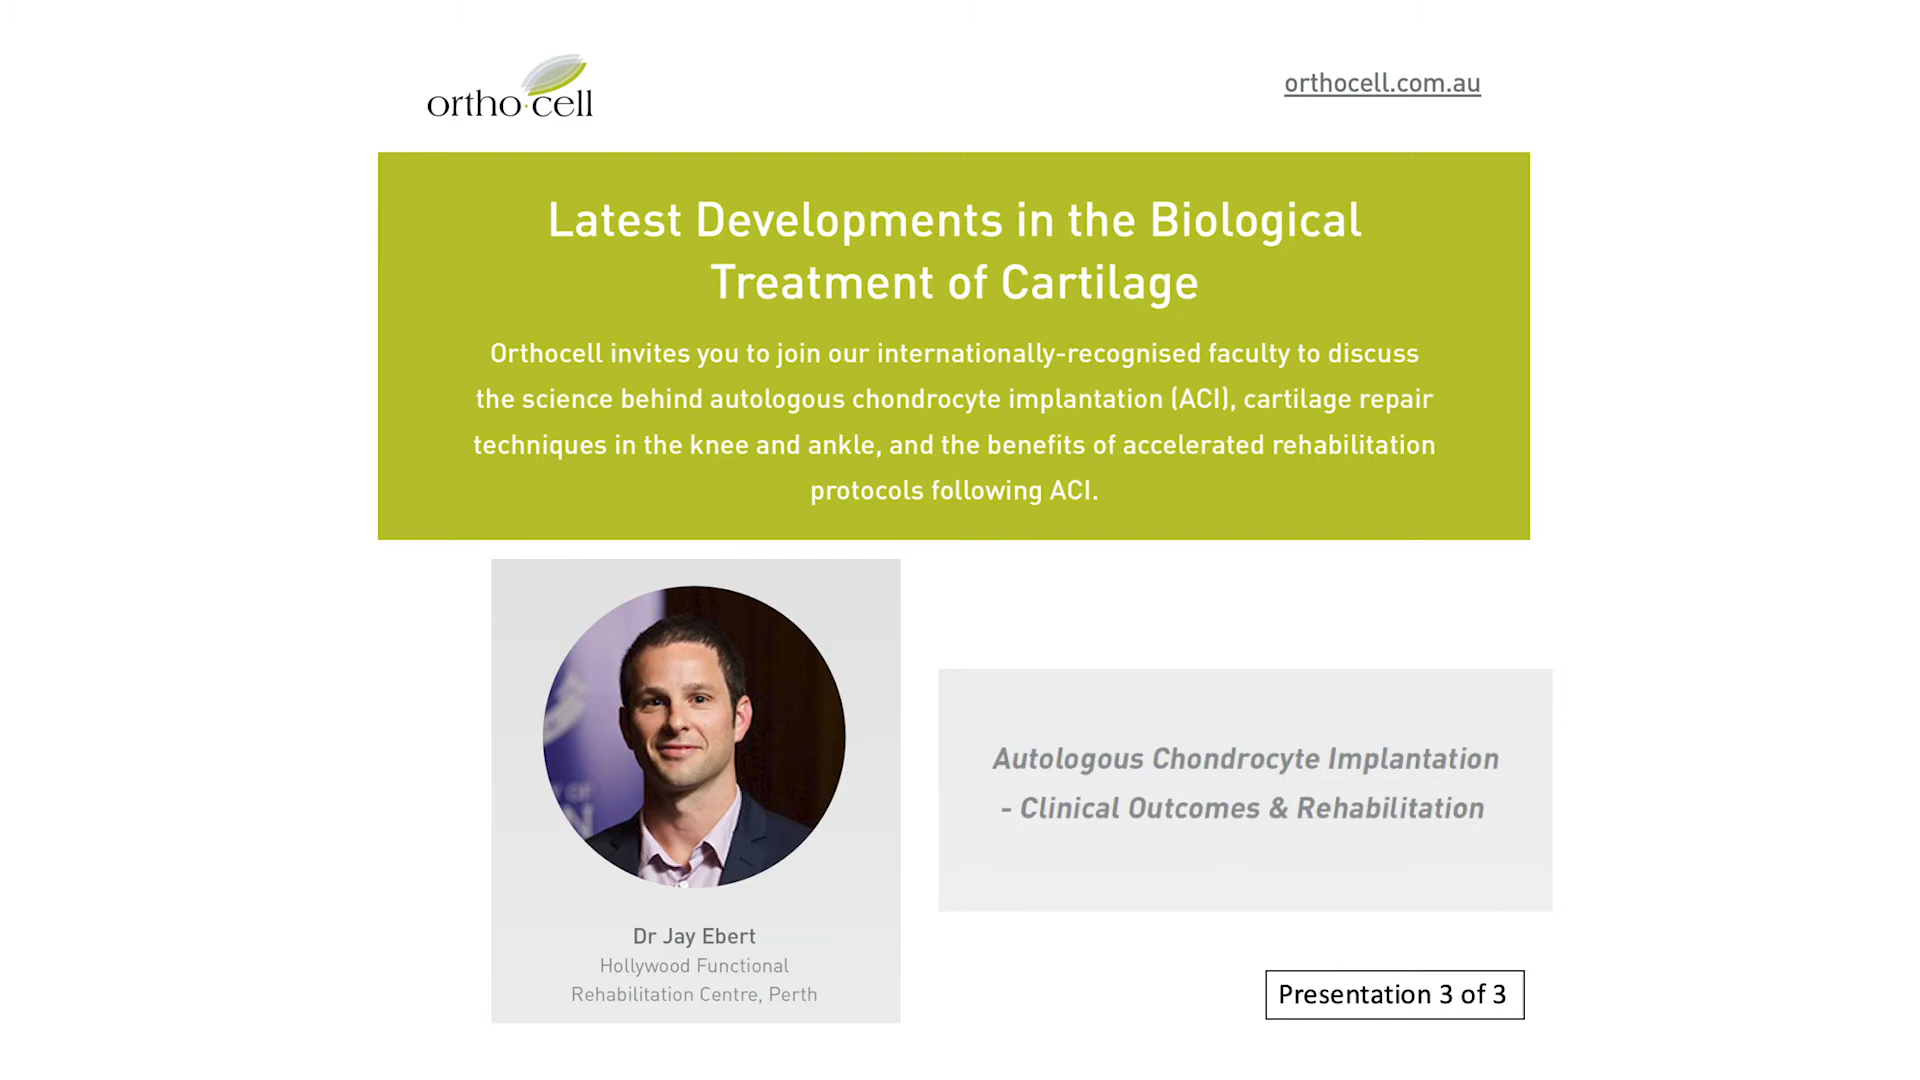 ortho·cell
orthocell.com.au
Latest Developments in the Biological
Treatment of Cartilage
Orthocell invites you to join our internationally-recognised faculty to discuss
the science behind autologous chondrocyte implantation (ACI), cartilage repair
techniques in the knee and ankle, and the benefits of accelerated rehabilitation
protocols following ACI.
Autologous Chondrocyte Implantation
- Clinical Outcomes & Rehabilitation
Dr Jay Ebert
Hollywood Functional
Rehabilitation Centre, Perth
Presentation 3 of 3